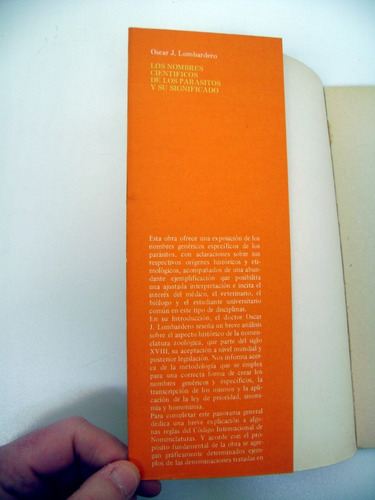 Oscar J. Lombardero
LOS NOMBRES
CIENTIFICOS
DE LOS PARASITOS
Y SU SIGNIFICADO
Esta obra ofrece una exposición de los
nombres genéricos específicos de los
parásitos, con aclaraciones sobre sus
respectivos orígenes históricos y eti-
mológicos, acompañados de una abun-
dante ejemplificación que posibilita
una ajustada interpretación e incita el
interés del médico, el veterinario, el
biólogo y el estudiante universitario
común en este tipo de disciplinas.
En su Introducción, el doctor Oscar
J. Lombardero reseña un breve análisis
sobre el aspecto histórico de la nomen-
clatura zoológica, que parte del siglo
XVIII, su aceptación a nivel mundial y
posterior legislación. Nos informa acer-
ca de la metodología que se emplea
para una correcta forma de crear los
nombres genéricos y específicos, la
transcripción de los mismos y la apli-
cación de la ley de prioridad, sinoni-
mia y homonimia.
Para completar este panorama general
dedica una breve explicación a algu-
nas reglas del Código Internacional de
Nomenclaturas. Y acorde con el pro-
pósito fundamental de la obra se agre-
gan gráficamente determinados ejem-
plos de las denominaciones tratadas en